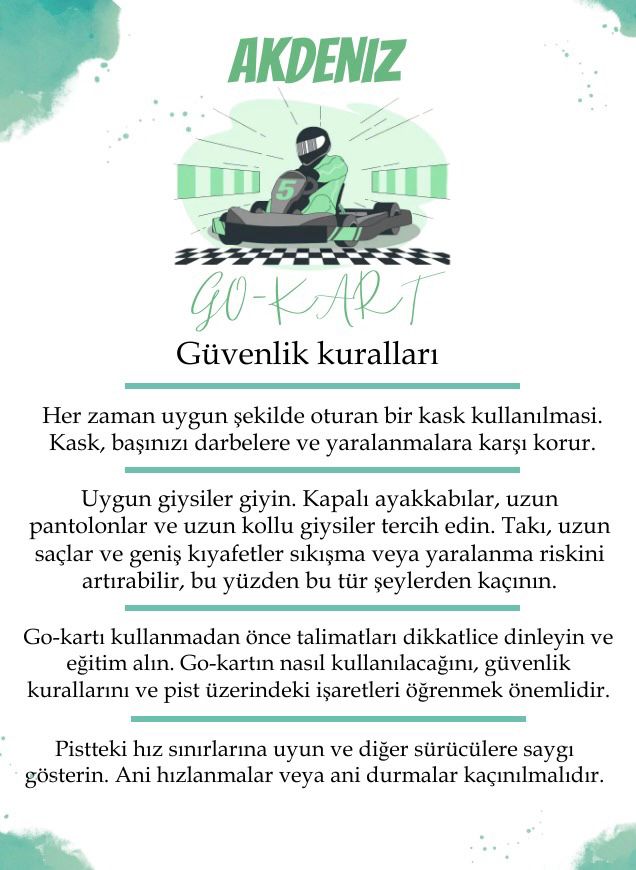 AKDENIZ
5
GO-KART
Güvenlik kuralları
Her zaman uygun şekilde oturan bir kask kullanılmasi.
Kask, başınızı darbelere ve yaralanmalara karşı korur.
Uygun giysiler giyin. Kapalı ayakkabılar, uzun
pantolonlar ve uzun kollu giysiler tercih edin. Takı, uzun
saçlar ve geniş kıyafetler sıkışma veya yaralanma riskini
artırabilir, bu yüzden bu tür şeylerden kaçının.
Go-kartı kullanmadan önce talimatları dikkatlice dinleyin ve
eğitim alın. Go-kartın nasıl kullanılacağını, güvenlik
kurallarını ve pist üzerindeki işaretleri öğrenmek önemlidir.
Pistteki hız sınırlarına uyun ve diğer sürücülere saygı
gösterin. Ani hızlanmalar veya ani durmalar kaçınılmalıdır.